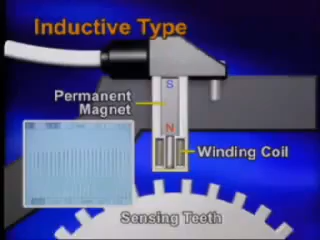 Inductive Type
S
Permanent
Magnet
N
Winding Coil
Sensing Teeth